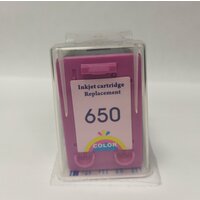 Inkjet cartridge
Replacement
650
COLOR